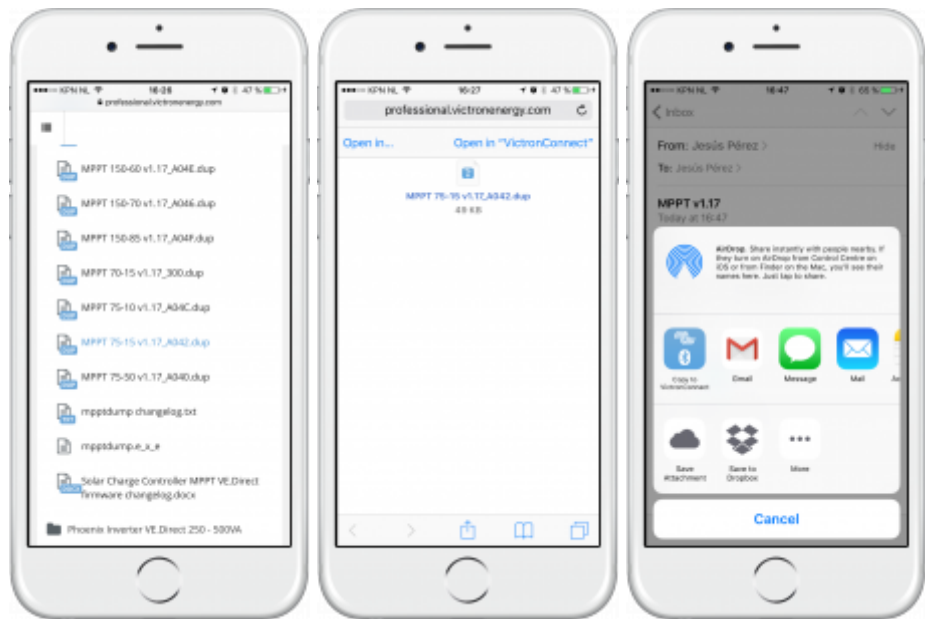 KPN NL 16:26 47 %
professional.victronenergy.com
MPPT 150-60 v1.17_A04E.dup
MPPT 150-70 v1.17_A046.dup
MPPT 150-85 v1.17_A04F.dup
MPPT 70-15 v1.17_300.dup
MPPT 75-10 v1.17_A04C.dup
MPPT 75-15 v1.17_A042.dup
MPPT 75-50 v1.17_A040.dup
mpptdump changelog.txt
mpptdump.e_x_e
Solar Charge Controller MPPT VE.Direct
firmware changelog.docx
Phoenix Inverter VE.Direct 250 - 500VA
KPN NL 16:27 47 %
professional.victronenergy.com
Open in...
Open in "VictronConnect"
MPPT 75-15 v1.17_A042.dup
49 KB
KPN NL 16:47 65 %
Inbox
From: Jesús Pérez
Hide
To: Jesús Pérez
MPPT v1.17
Today at 16:47
AirDrop. Share instantly with people nearby. If
they turn on AirDrop from Control Centre on
iOS or from Finder on the Mac, you'll see their
names here. Just tap to share.
Copy to
VictronConnect
Gmail
Message
Mail
Save
Attachment
Save to
Dropbox
More
Cancel